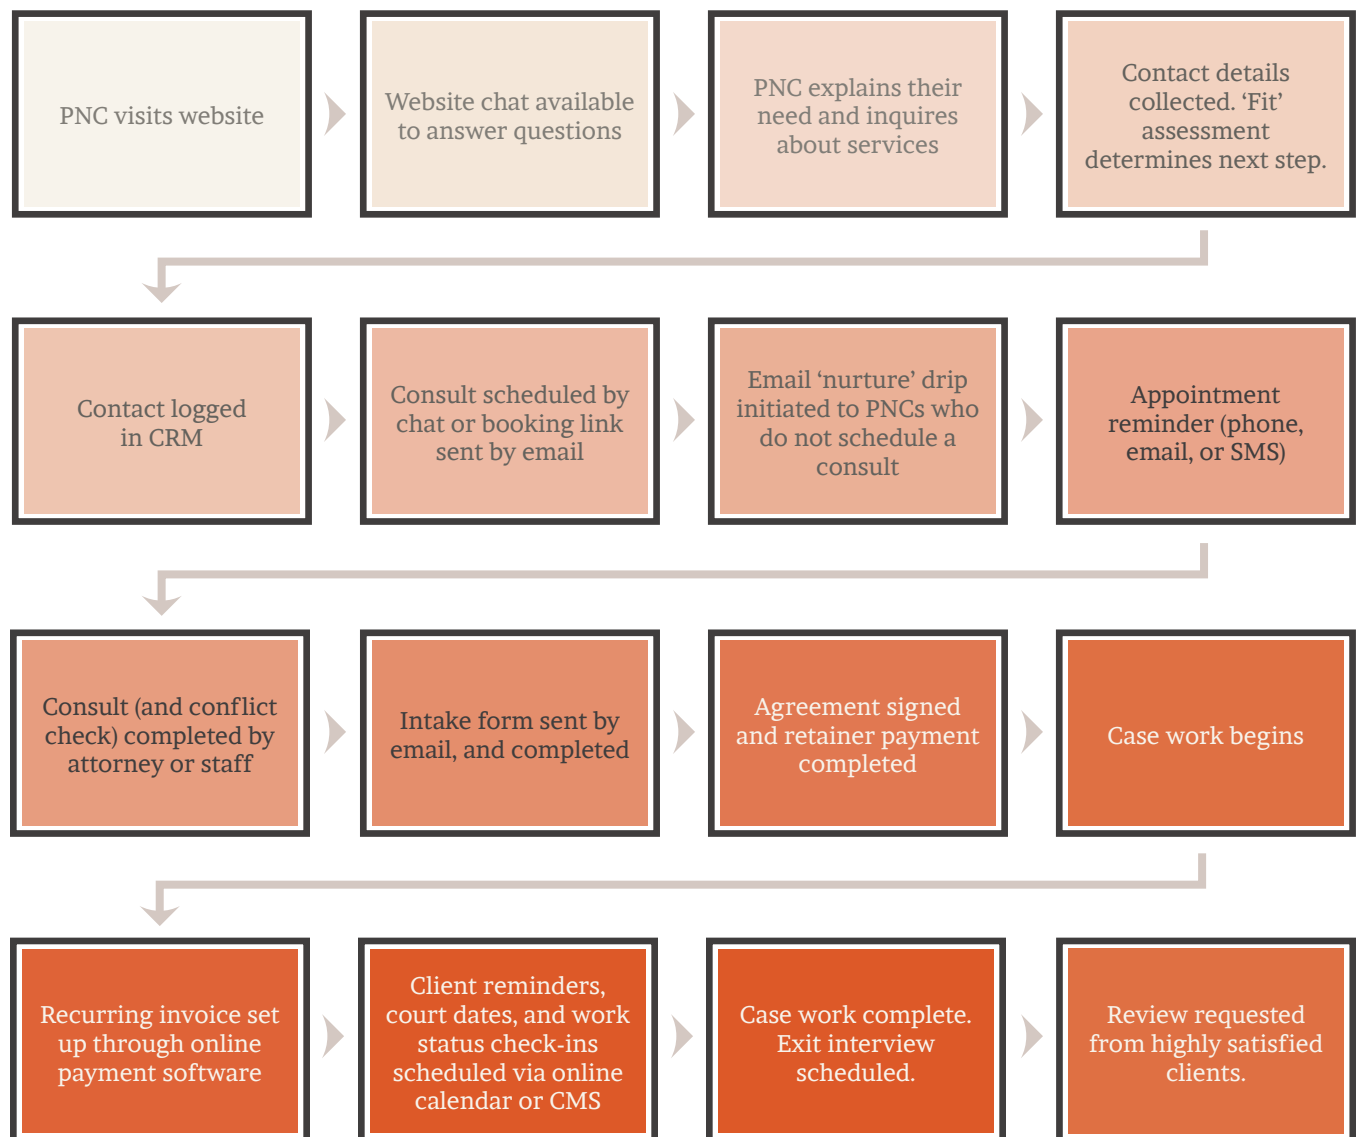 PNC visits website
Website chat available
to answer questions
PNC explains their
need and inquires
about services
Contact details
collected. ‘Fit’
assessment
determines next step.
Contact logged
in CRM
Consult scheduled by
chat or booking link
sent by email
Email ‘nurture’ drip
initiated to PNCs who
do not schedule a
consult
Appointment
reminder (phone,
email, or SMS)
Consult (and conflict
check) completed by
attorney or staff
Intake form sent by
email, and completed
Agreement signed
and retainer payment
completed
Case work begins
Recurring invoice set
up through online
payment software
Client reminders,
court dates, and work
status check-ins
scheduled via online
calendar or CMS
Case work complete.
Exit interview
scheduled.
Review requested
from highly satisfied
clients.